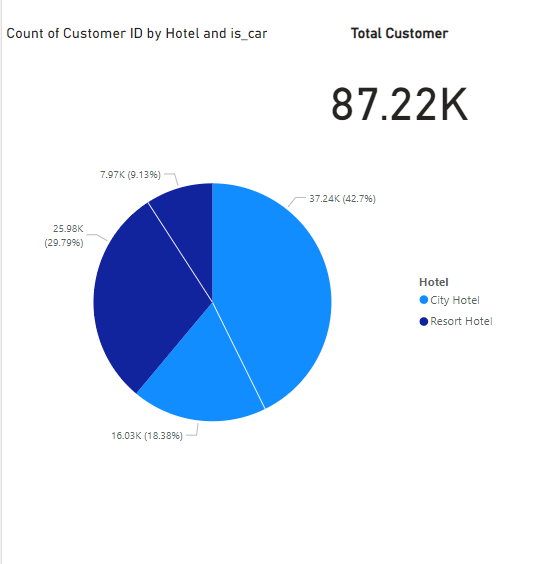 Count of Customer ID by Hotel and is_car
Total Customer
87.22K
7.97K (9.13%)
37.24K (42.7%)
25.98K
(29.79%)
16.03K (18.38%)
Hotel
City Hotel
Resort Hotel